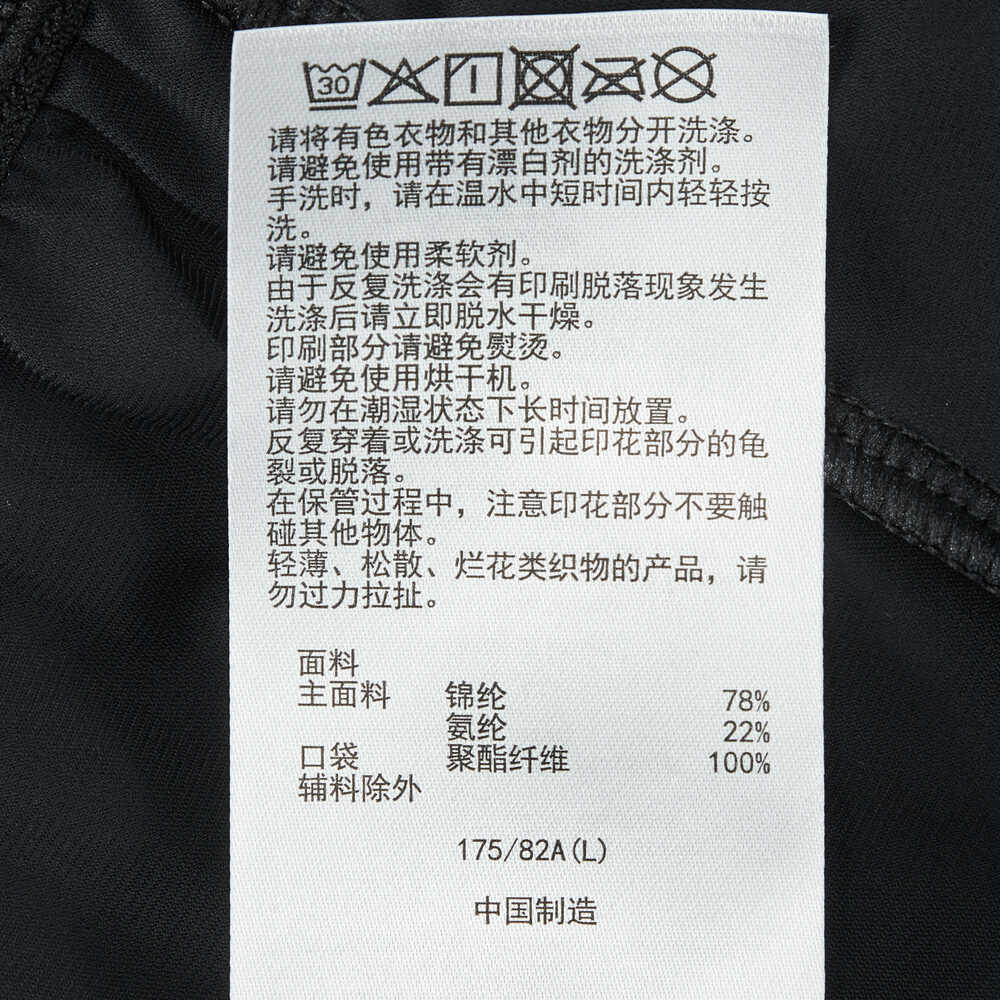 30
请将有色衣物和其他衣物分开洗涤。
请避免使用带有漂白剂的洗涤剂。
手洗时，请在温水中短时间内轻轻按
洗。
请避免使用柔软剂。
由于反复洗涤会有印刷脱落现象发生
洗涤后请立即脱水干燥。
印刷部分请避免熨烫。
请避免使用烘干机。
请勿在潮湿状态下长时间放置。
反复穿着或洗涤可引起印花部分的龟
裂或脱落。
在保管过程中，注意印花部分不要触
碰其他物体。
轻薄、松散、烂花类织物的产品，请
勿过力拉扯。
面料
主面料 锦纶 78%
氨纶 22%
口袋 聚酯纤维 100%
辅料除外
175/82A(L)
中国制造